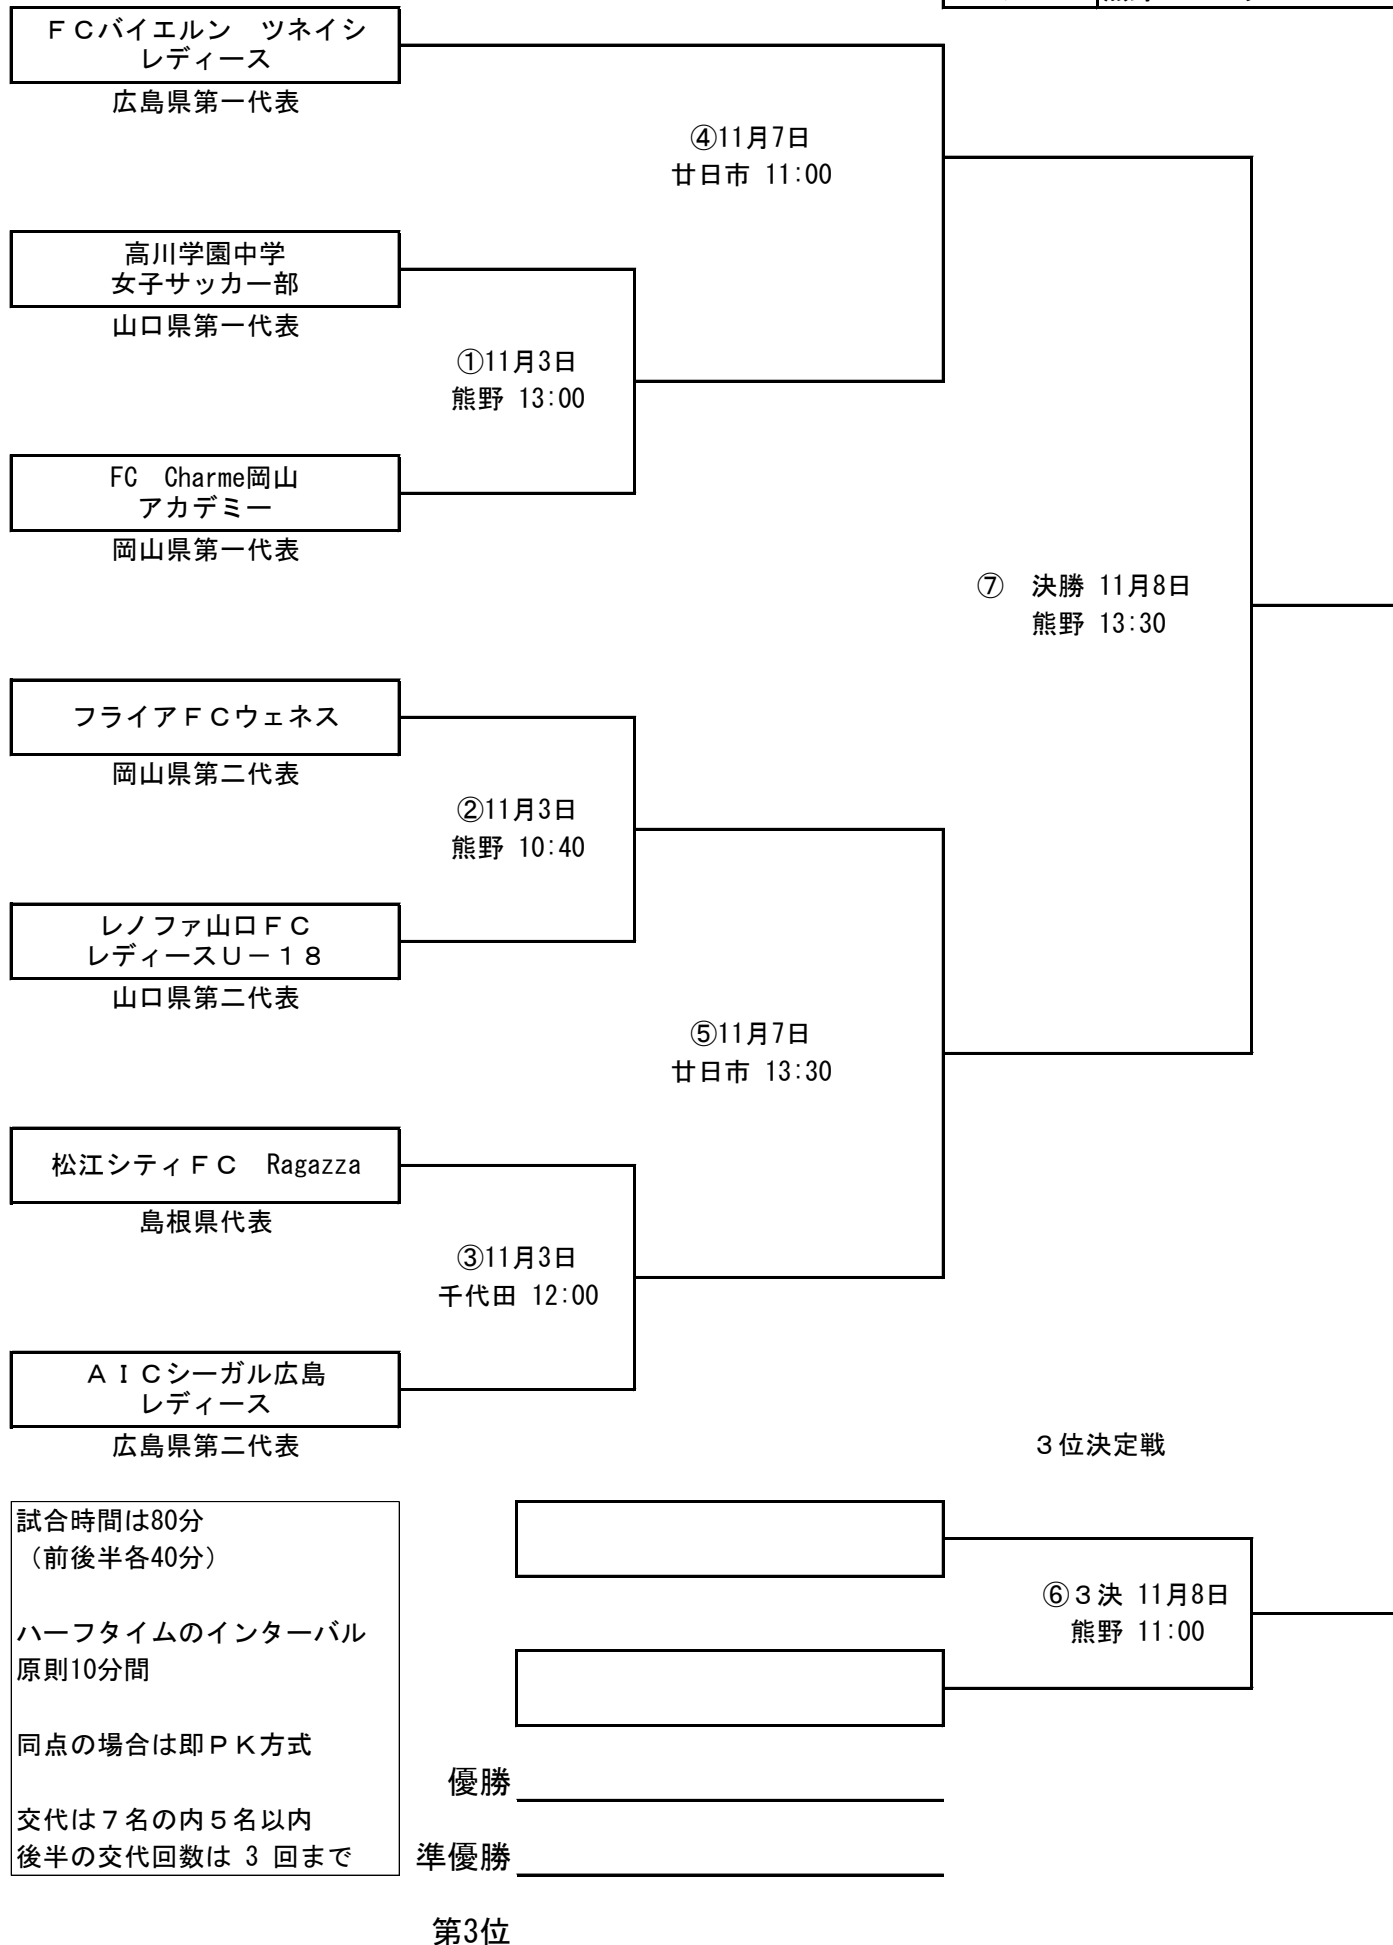 ＦＣバイエルン　ツネイシ
レディース
広島県第一代表
④11月7日
廿日市 11:00
高川学園中学
女子サッカー部
山口県第一代表
①11月3日
熊野 13:00
FC　Charme岡山
アカデミー
岡山県第一代表
⑦　決勝 11月8日
熊野 13:30
フライアＦＣウェネス
岡山県第二代表
②11月3日
熊野 10:40
レノファ山口ＦＣ
レディースＵ－１８
山口県第二代表
⑤11月7日
廿日市 13:30
松江シティＦＣ　Ragazza
島根県代表
③11月3日
千代田 12:00
ＡＩＣシーガル広島
レディース
広島県第二代表
３位決定戦
試合時間は80分
（前後半各40分）
ハーフタイムのインターバル
原則10分間
同点の場合は即ＰＫ方式
交代は７名の内５名以内
後半の交代回数は 3 回まで
⑥３決 11月8日
熊野 11:00
優勝
準優勝
第3位